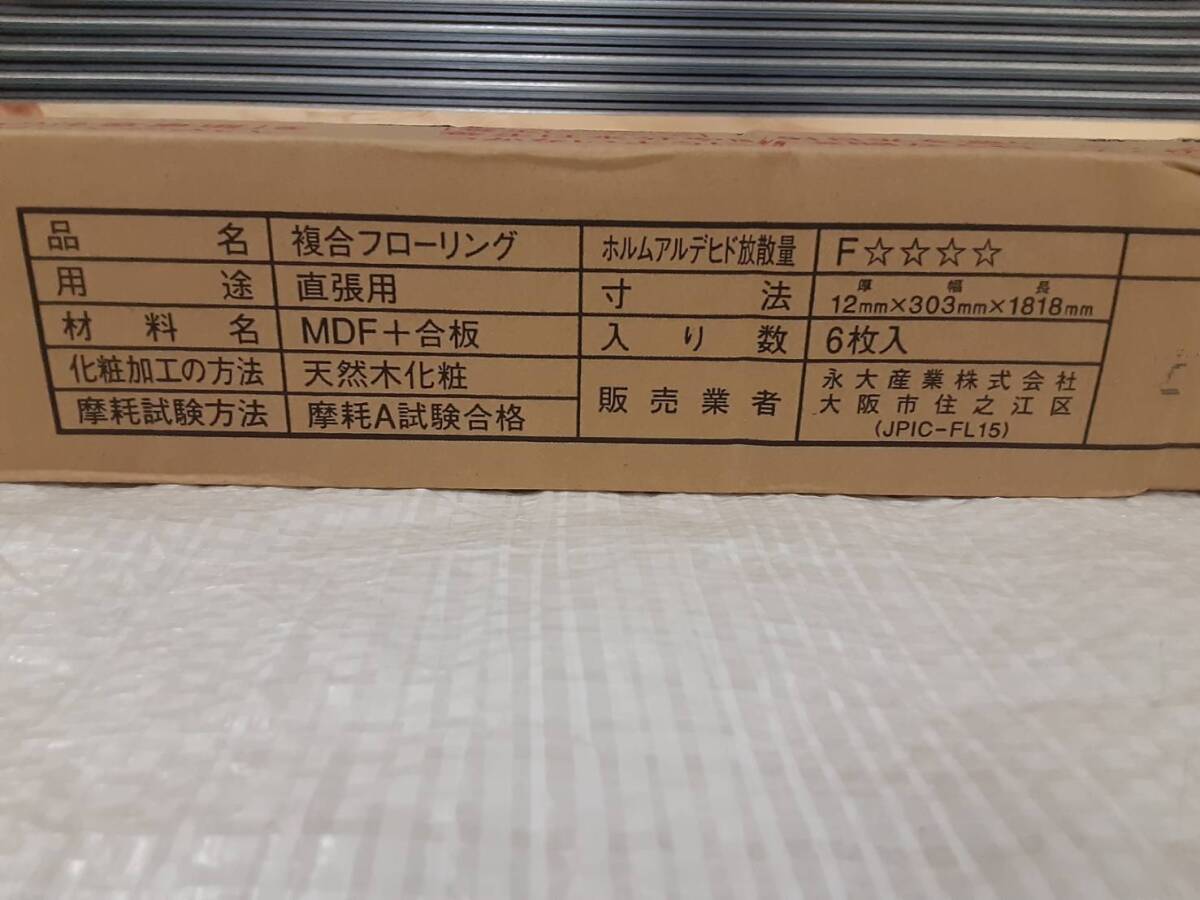 品名 複合フローリング
用途 直張用
材料名 MDF＋合板
化粧加工の方法 天然木化粧
摩耗試験方法 摩耗A試験合格
ホルムアルデヒド放散量 F☆☆☆☆
寸法 厚 幅 長
12mm×303mm×1818mm
入り数 6枚入
販売業者 永大産業株式会社
大阪市住之江区
(JPIC-FL15)